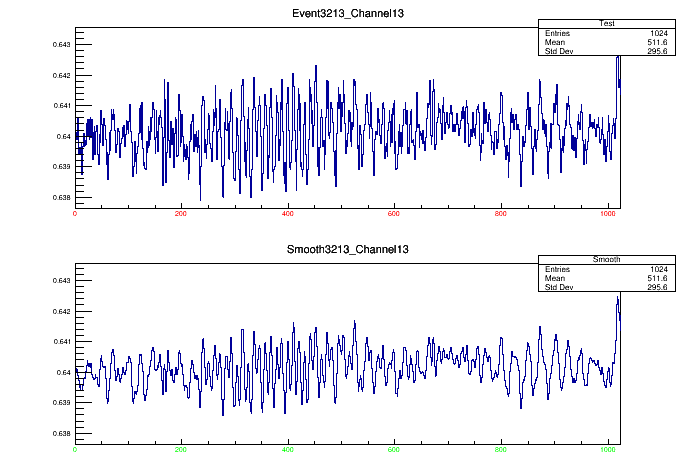 Event3213_Channel13
Test
Entries 1024
Mean 511.6
Std Dev 295.6
0.643
0.642
0.641
0.64
0.639
0.638
0 200 400 600 800 1000
Smooth3213_Channel13
Smooth
Entries 1024
Mean 511.6
Std Dev 295.6
0.643
0.642
0.641
0.64
0.639
0.638
0 200 400 600 800 1000